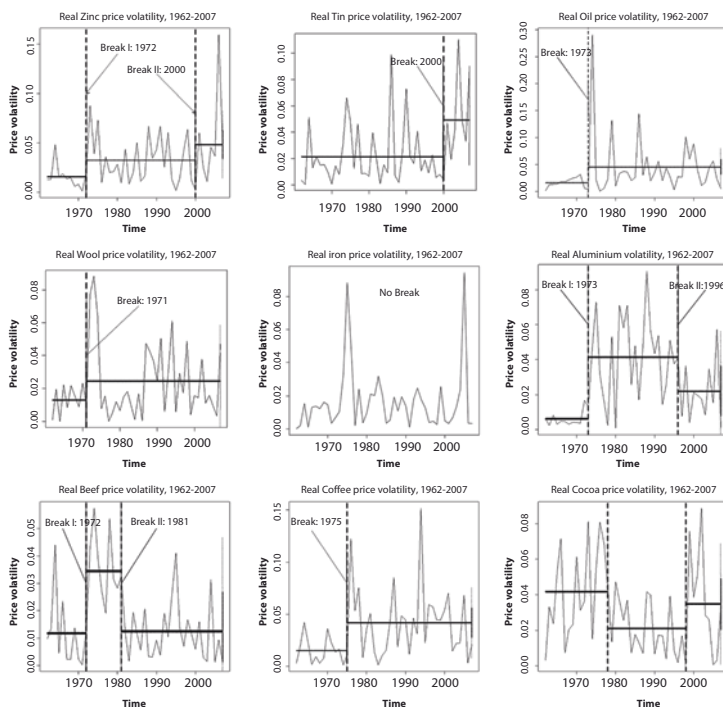 Real Zinc price volatility, 1962-2007
Price volatility
0.15
0.10
0.05
0.00
Break I: 1972
Break II: 2000
1970 1980 1990 2000
Time
Real Tin price volatility, 1962-2007
Price volatility
0.10
0.08
0.06
0.04
0.02
0.00
Break: 2000
1970 1980 1990 2000
Time
Real Oil price volatility, 1962-2007
Price volatility
0.30
0.25
0.20
0.15
0.10
0.05
0.00
Break: 1973
1970 1980 1990 2000
Time
Real Wool price volatility, 1962-2007
Price volatility
0.08
0.06
0.04
0.02
0.00
Break: 1971
1970 1980 1990 2000
Time
Real iron price volatility, 1962-2007
Price volatility
0.08
0.06
0.04
0.02
0.00
No Break
1970 1980 1990 2000
Time
Real Aluminium volatility, 1962-2007
Price volatility
0.08
0.06
0.04
0.02
0.00
Break I: 1973
Break II:1996
1970 1980 1990 2000
Time
Real Beef price volatility, 1962-2007
Price volatility
0.05
0.04
0.03
0.02
0.01
0.00
Break I: 1972
Break II: 1981
1970 1980 1990 2000
Time
Real Coffee price volatility, 1962-2007
Price volatility
0.15
0.10
0.05
0.00
Break: 1975
1970 1980 1990 2000
Time
Real Cocoa price volatility, 1962-2007
Price volatility
0.08
0.06
0.04
0.02
0.00
1970 1980 1990 2000
Time